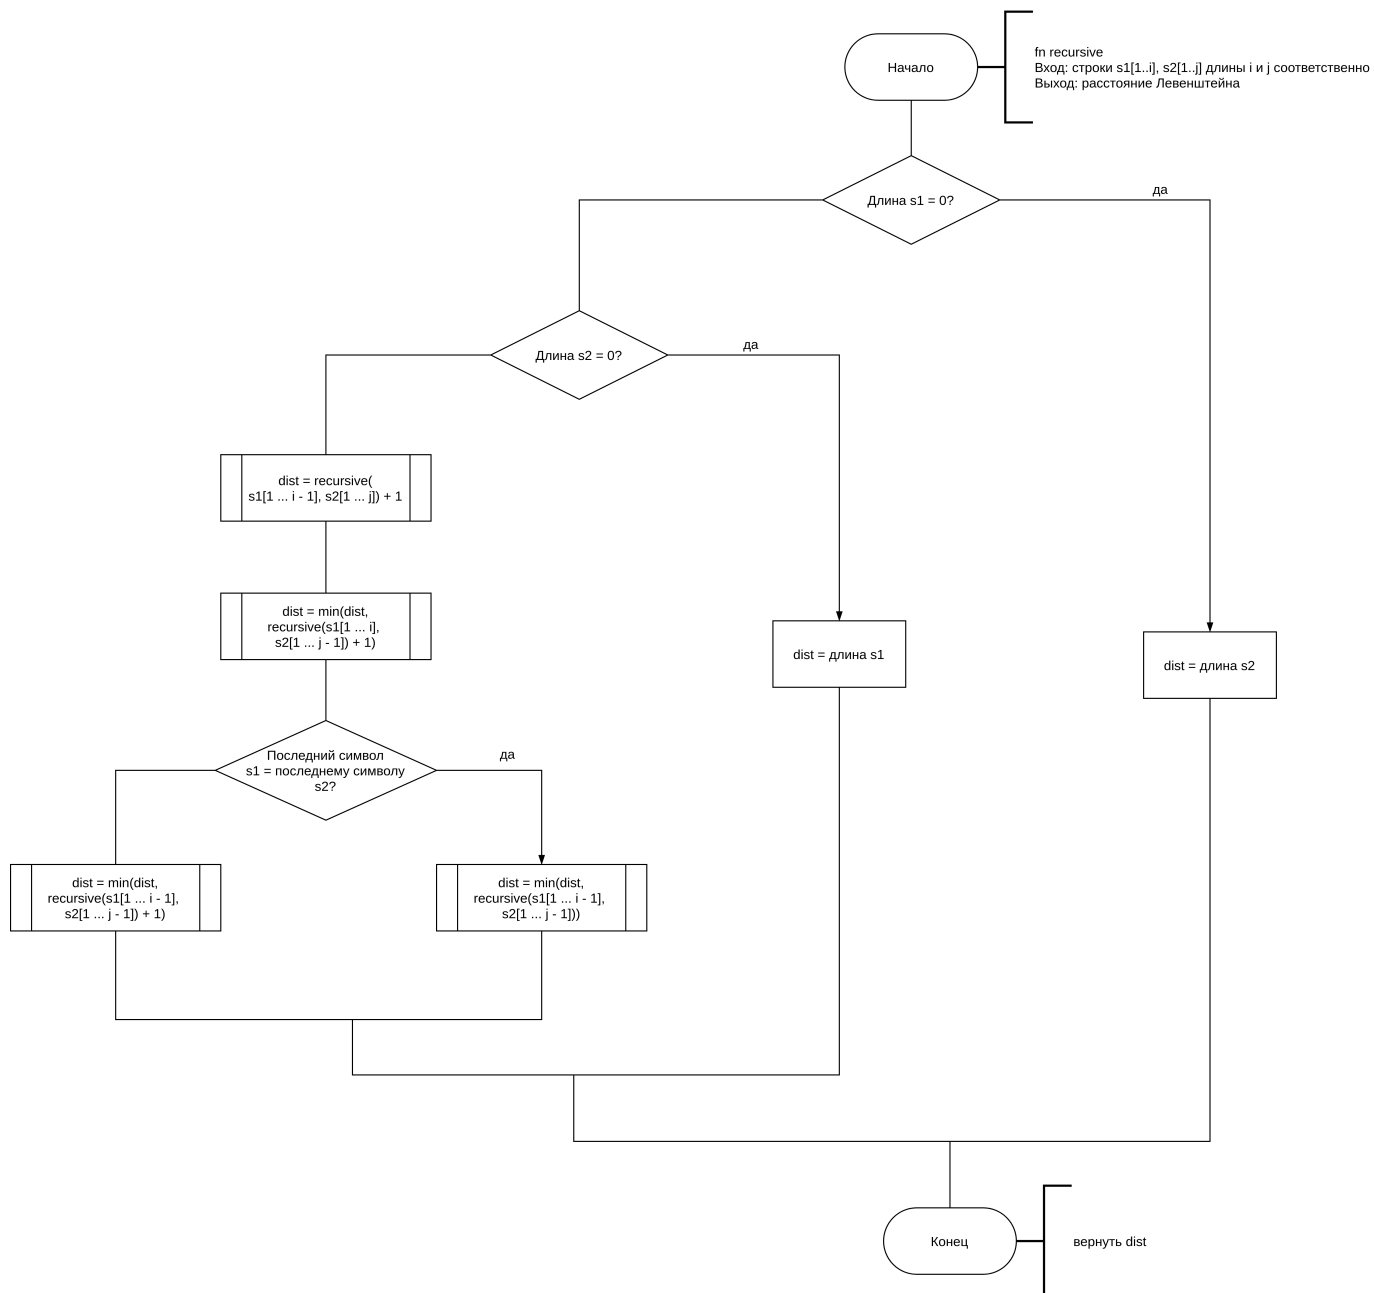 Начало
fn recursive
Вход: строки s1[1..i], s2[1..j] длины i и j соответственно
Выход: расстояние Левенштейна
Длина s1 = 0?
да
Длина s2 = 0?
да
dist = recursive(
s1[1 ... i - 1], s2[1 ... j]) + 1
dist = min(dist,
recursive(s1[1 ... i],
s2[1 ... j - 1]) + 1)
dist = длина s1
dist = длина s2
Последний символ
s1 = последнему символу
s2?
да
dist = min(dist,
recursive(s1[1 ... i - 1],
s2[1 ... j - 1]) + 1)
dist = min(dist,
recursive(s1[1 ... i - 1],
s2[1 ... j - 1]))
Конец
вернуть dist